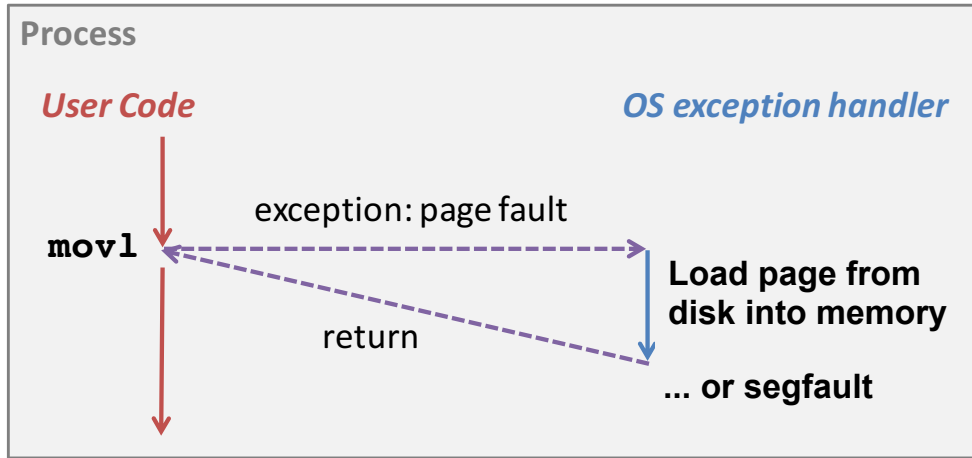 Process
User Code
OS exception handler
exception: page fault
movl
Load page from
disk into memory
return
... or segfault